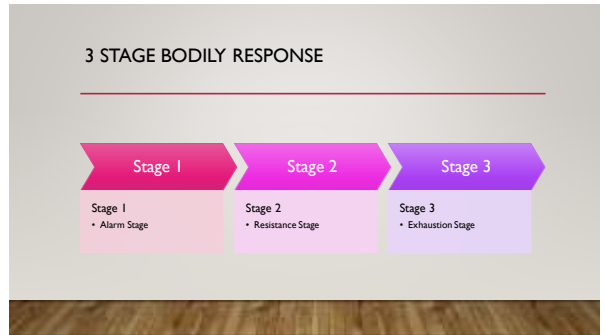 3 STAGE BODILY RESPONSE
Stage 1
Stage 2
Stage 3
Stage 1
• Alarm Stage
Stage 2
• Resistance Stage
Stage 3
• Exhaustion Stage